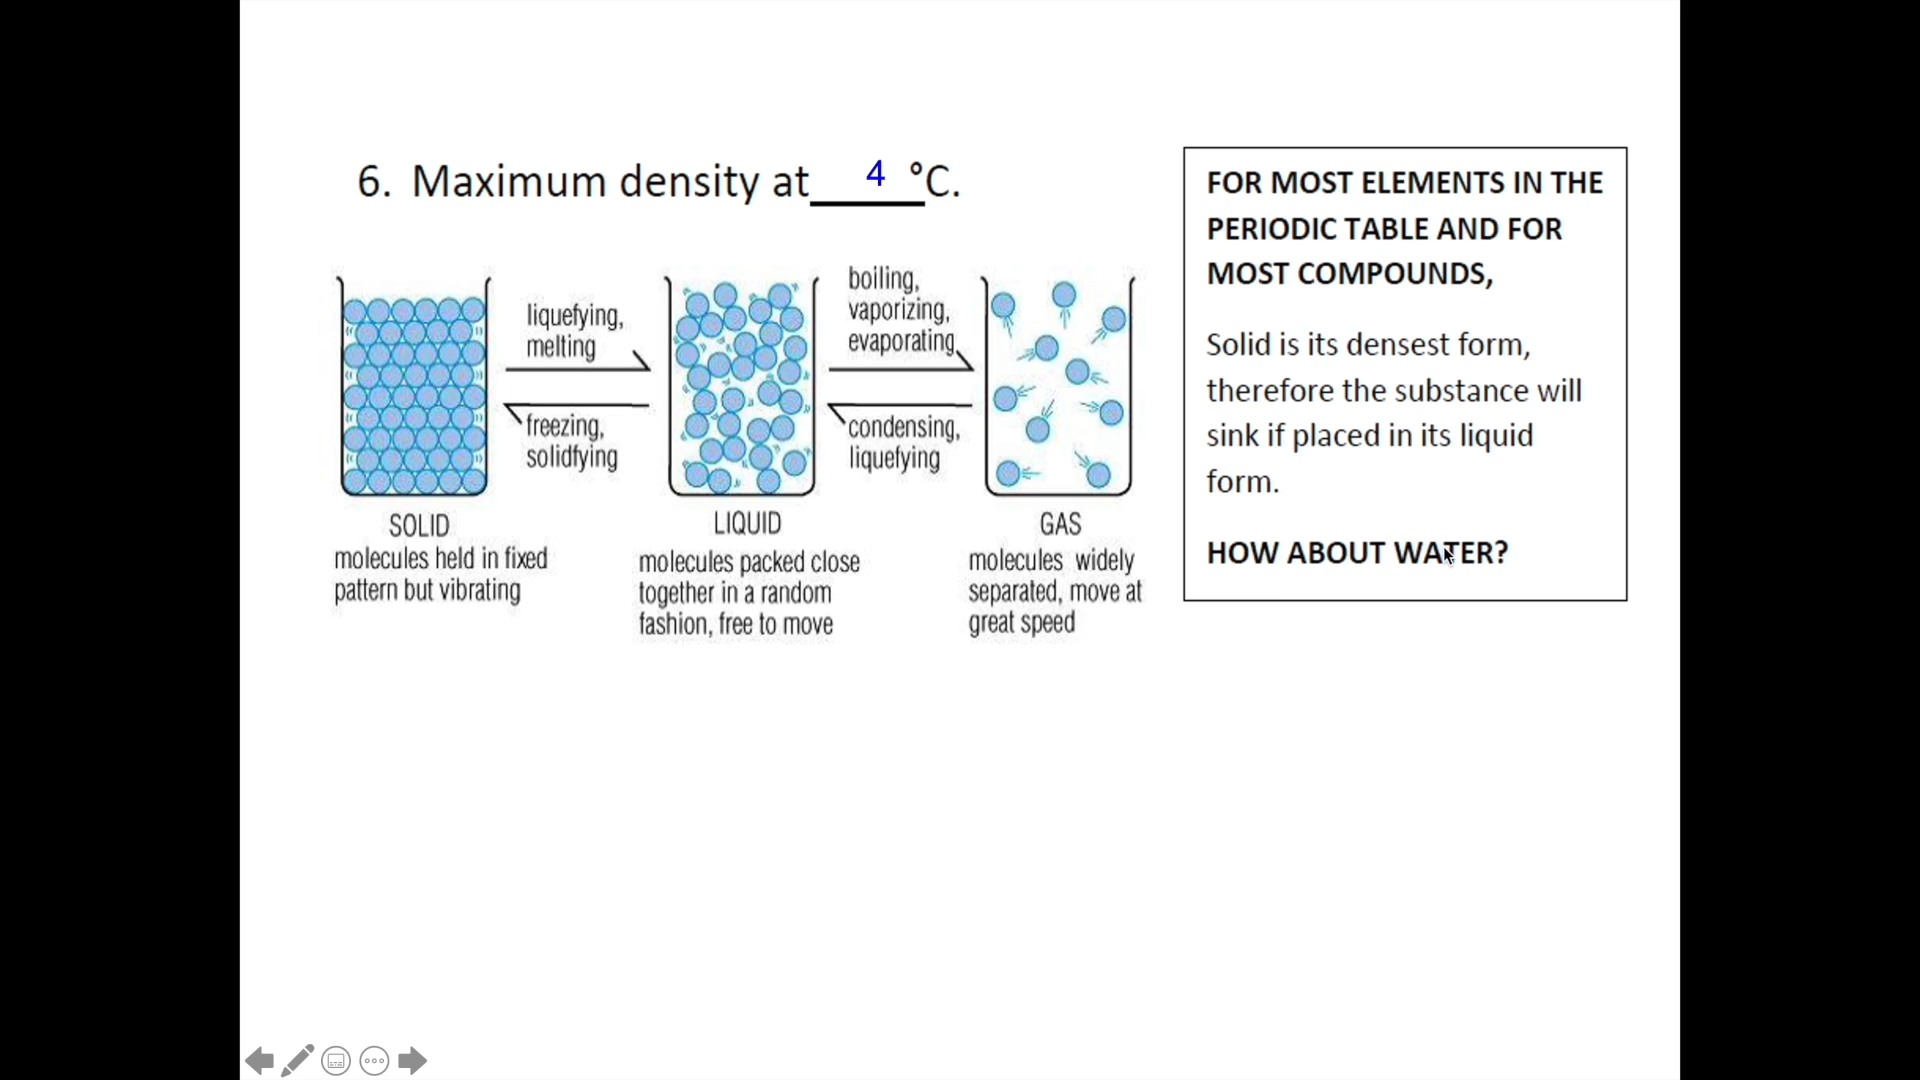 6. Maximum density at 4 °C.
FOR MOST ELEMENTS IN THE
PERIODIC TABLE AND FOR
MOST COMPOUNDS,
Solid is its densest form,
therefore the substance will
sink if placed in its liquid
form.
HOW ABOUT WATER?
liquefying,
melting
freezing,
solidfying
boiling,
vaporizing,
evaporating
condensing,
liquefying
SOLID
molecules held in fixed
pattern but vibrating
LIQUID
molecules packed close
together in a random
fashion, free to move
GAS
molecules widely
separated, move at
great speed